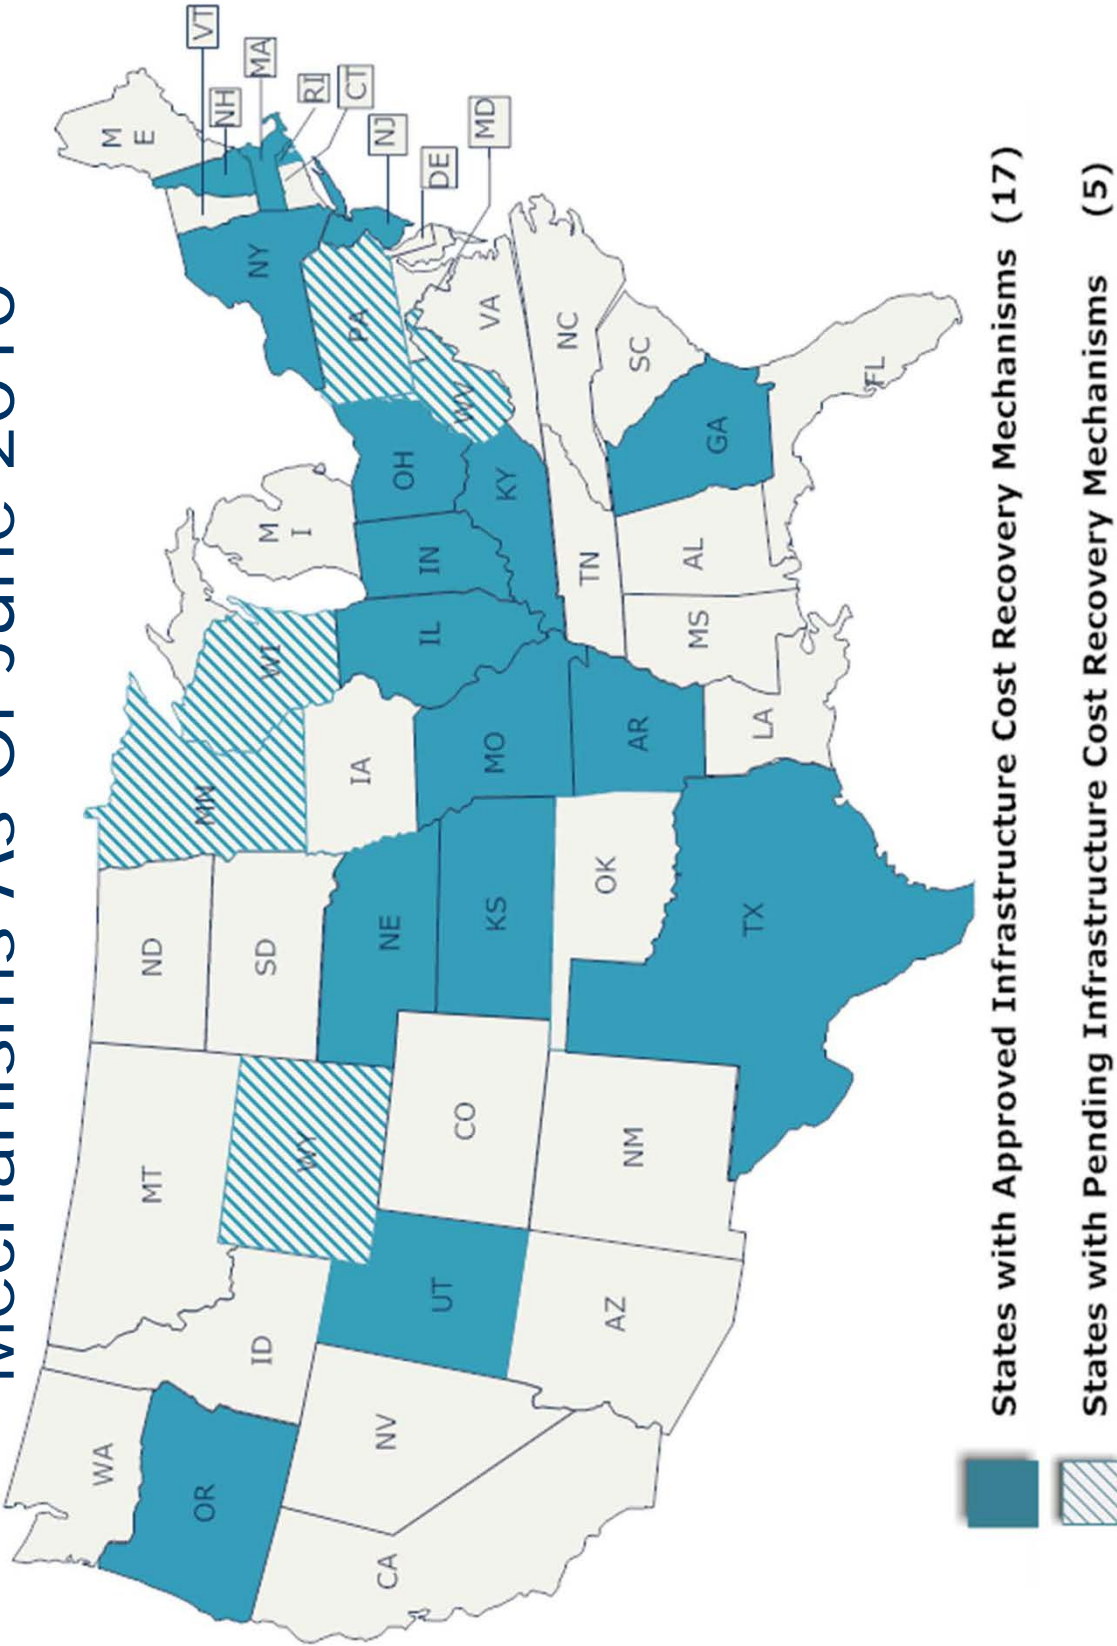 Mechanisms As Of June
WA
MT
ND
MN
WI
MI
ME
VT
NH
MA
RI
CT
NJ
DE
MD
OR
ID
WY
SD
IA
NY
PA
NV
UT
NE
IL
IN
OH
WV
VA
CA
CO
KS
MO
KY
AZ
NM
OK
AR
TN
NC
SC
TX
LA
MS
AL
GA
FL
States with Approved Infrastructure Cost Recovery Mechanisms (17)
States with Pending Infrastructure Cost Recovery Mechanisms (5)